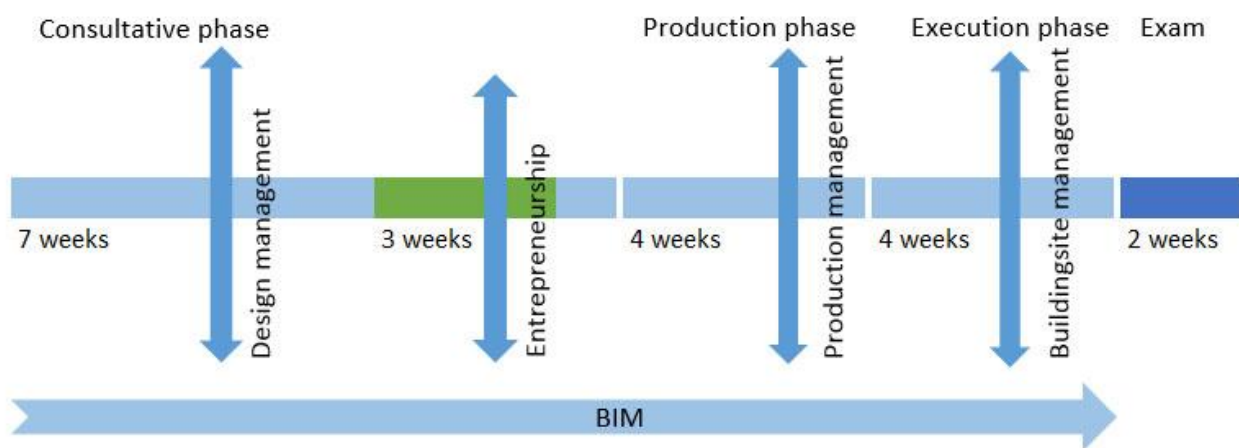 Consultative phase
Production phase
Execution phase
Exam
Design management
Entrepreneurship
Production management
Buildingsite management
7 weeks
3 weeks
4 weeks
4 weeks
2 weeks
BIM